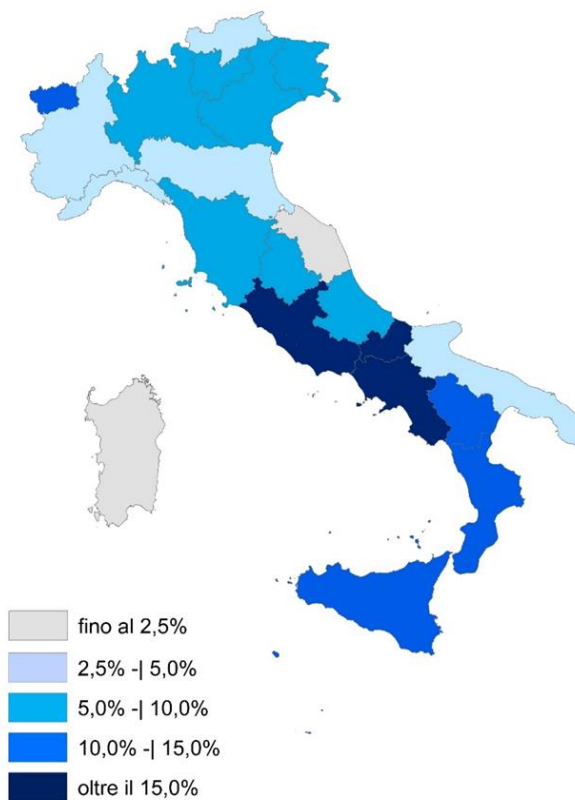 fino al 2,5%
2,5% -| 5,0%
5,0% -| 10,0%
10,0% -| 15,0%
oltre il 15,0%